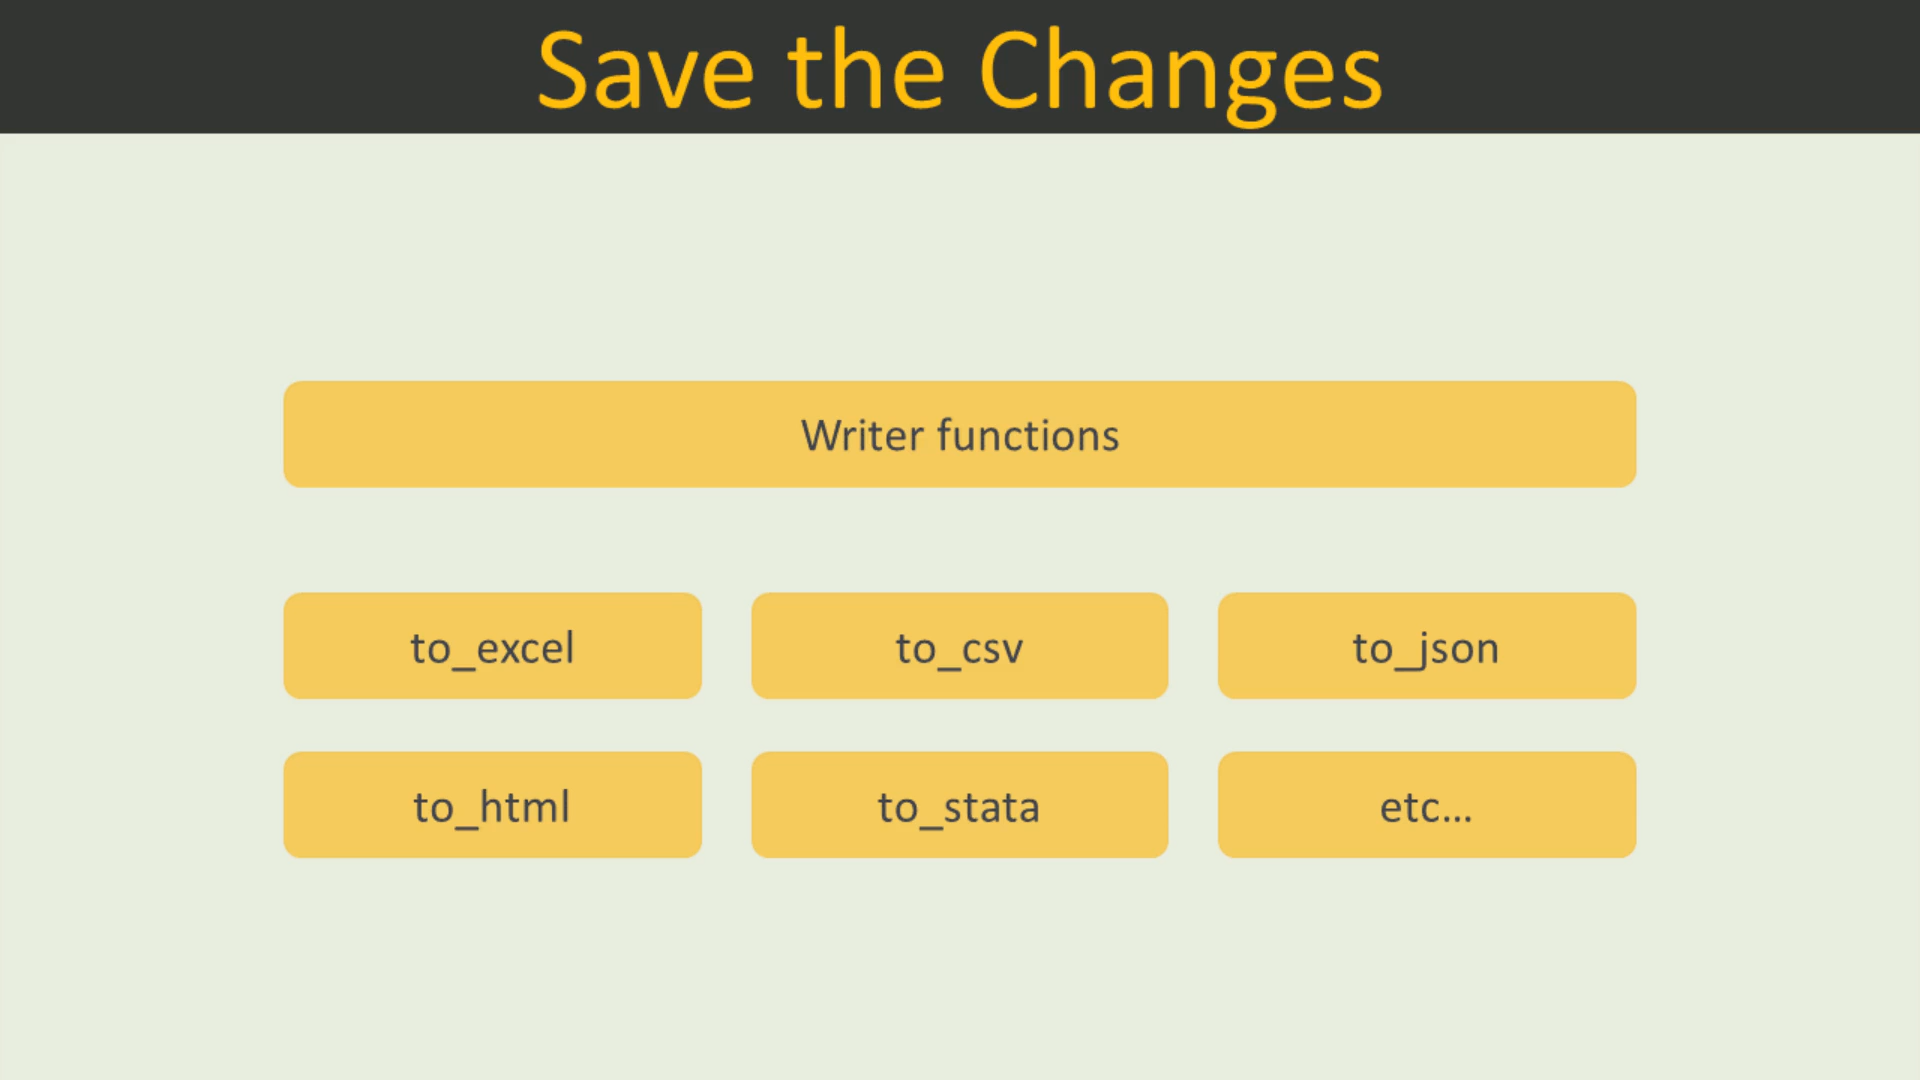 Save the Changes
Writer functions
to_excel
to_csv
to_json
to_html
to_stata
etc...